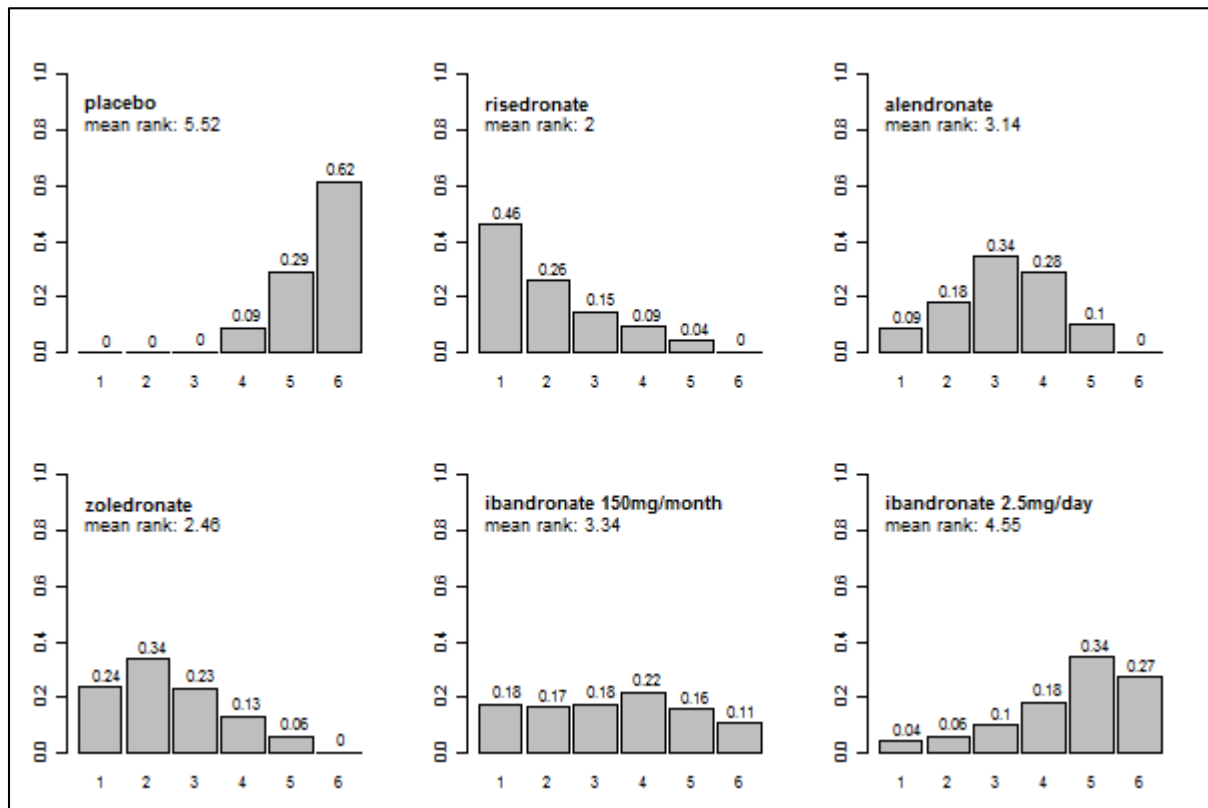 placebo
mean rank: 5.52
0.0 0.2 0.4 0.6 0.8 1.0
0 0 0 0.09 0.29 0.62
1 2 3 4 5 6
risedronate
mean rank: 2
0.0 0.2 0.4 0.6 0.8 1.0
0.46 0.26 0.15 0.09 0.04 0
1 2 3 4 5 6
alendronate
mean rank: 3.14
0.0 0.2 0.4 0.6 0.8 1.0
0.09 0.18 0.34 0.28 0.1 0
1 2 3 4 5 6
zoledronate
mean rank: 2.46
0.0 0.2 0.4 0.6 0.8 1.0
0.24 0.34 0.23 0.13 0.06 0
1 2 3 4 5 6
ibandronate 150mg/month
mean rank: 3.34
0.0 0.2 0.4 0.6 0.8 1.0
0.18 0.17 0.18 0.22 0.16 0.11
1 2 3 4 5 6
ibandronate 2.5mg/day
mean rank: 4.55
0.0 0.2 0.4 0.6 0.8 1.0
0.04 0.06 0.1 0.18 0.34 0.27
1 2 3 4 5 6